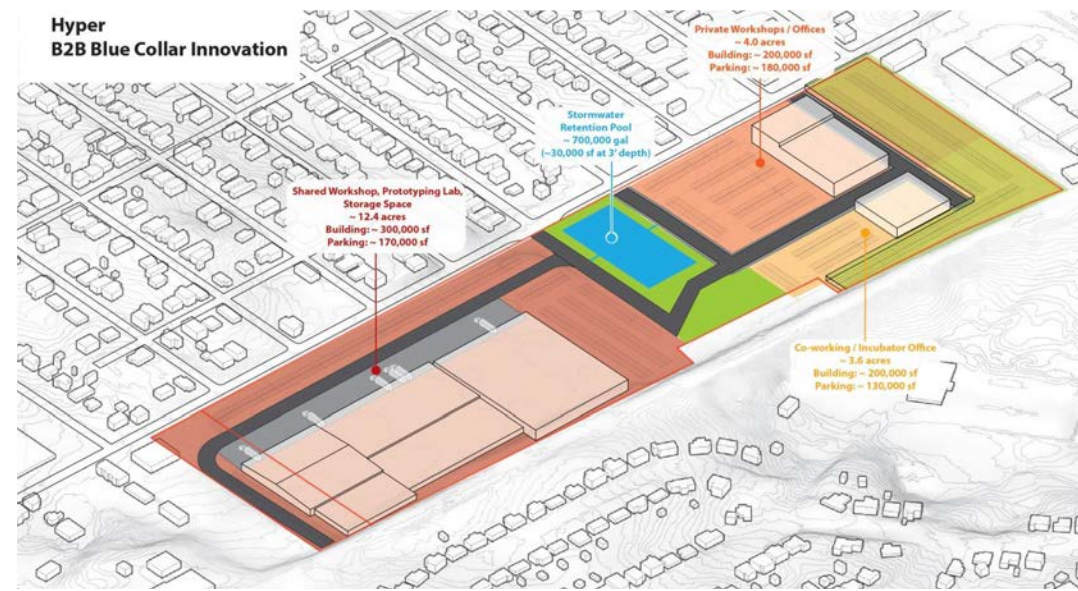 Hyper
B2B Blue Collar Innovation
Private Workshops / Offices
~ 4.0 acres
Building: ~ 200,000 sf
Parking: ~ 180,000 sf
Stormwater
Retention Pool
~ 700,000 gal
(~30,000 sf at 3' depth)
Shared Workshop, Prototyping Lab,
Storage Space
~ 12.4 acres
Building: ~ 300,000 sf
Parking: ~ 170,000 sf
Co-working / Incubator Office
~ 3.6 acres
Building: ~ 200,000 sf
Parking: ~ 130,000 sf